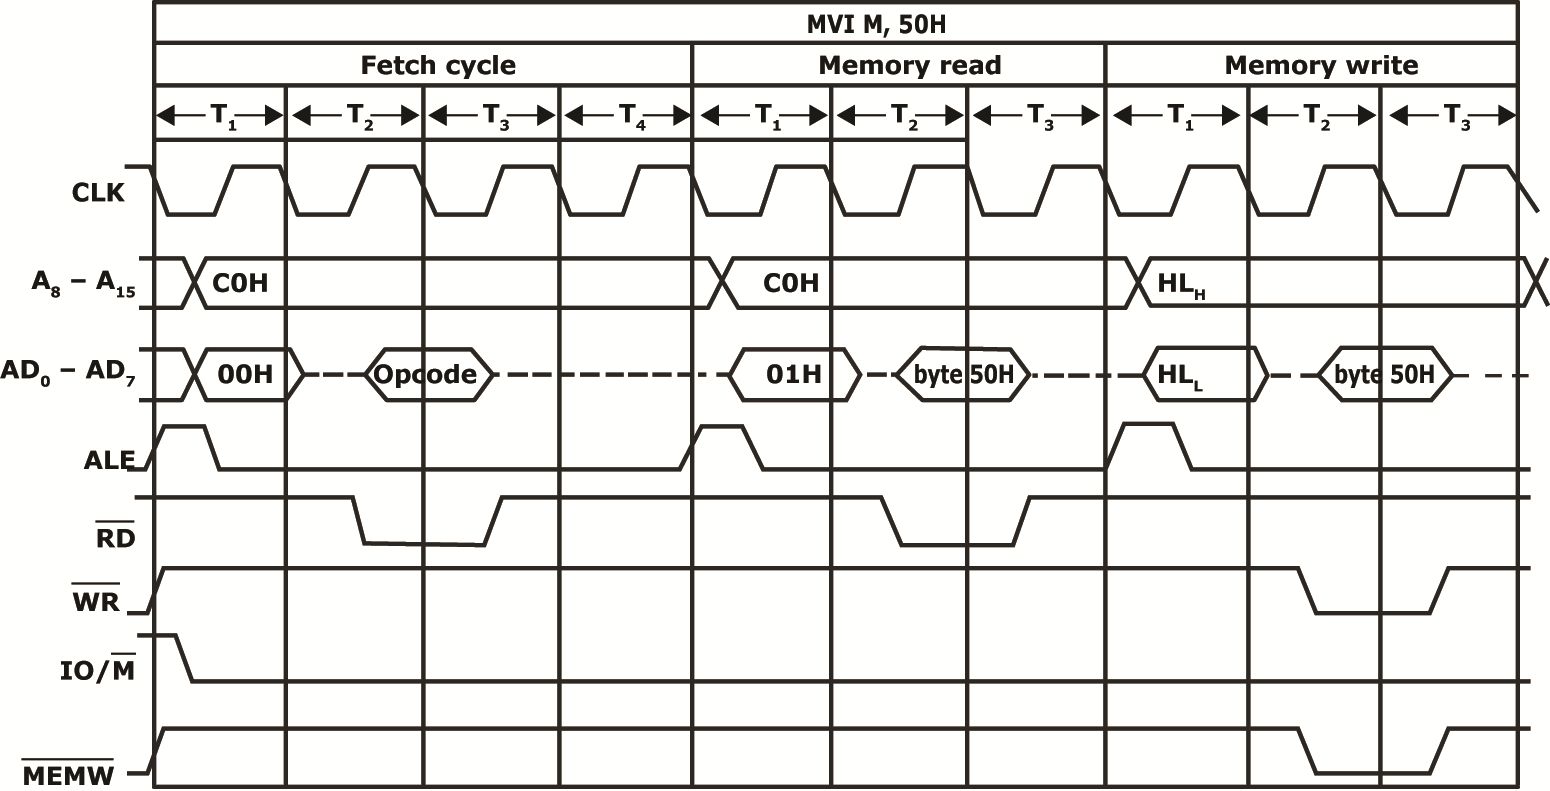 MVI M, 50H
Fetch cycle Memory read Memory write
T1 T2 T3 T4 T1 T2 T3 T1 T2 T3
CLK
A8 – A15 C0H C0H HLH
AD0 – AD7 00H Opcode 01H byte 50H HLL byte 50H
ALE
RD
WR
IO/M
MEMW